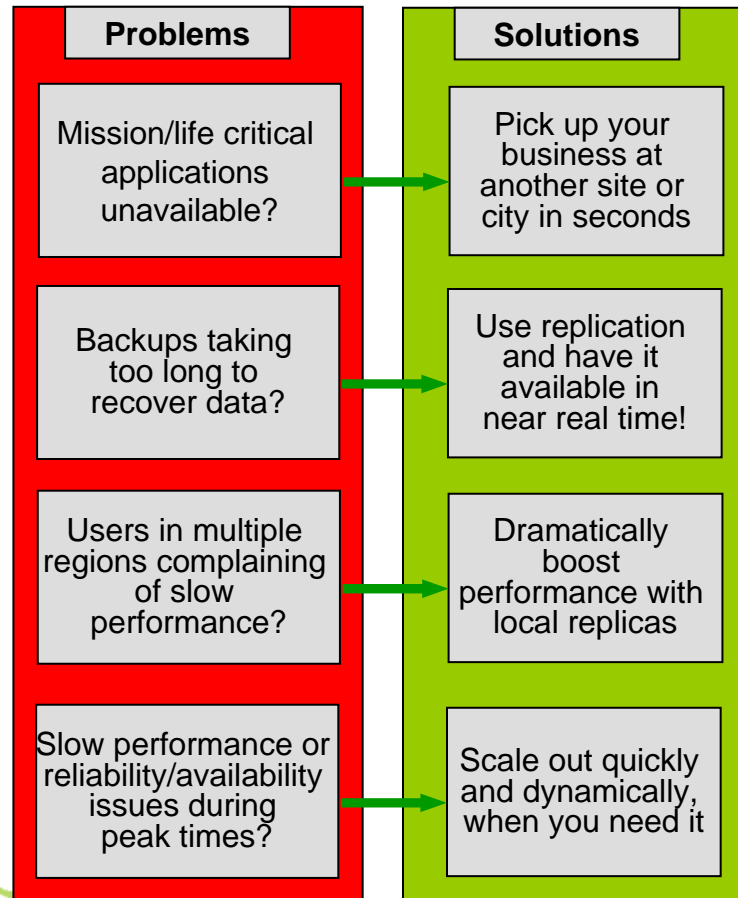 Problems
Mission/life critical
applications
unavailable?
Backups taking
too long to
recover data?
Users in multiple
regions complaining
of slow
performance?
Slow performance or
reliability/availability
issues during
peak times?
Solutions
Pick up your
business at
another site or
city in seconds
Use replication
and have it
available in
near real time!
Dramatically
boost
performance with
local replicas
Scale out quickly
and dynamically,
when you need it